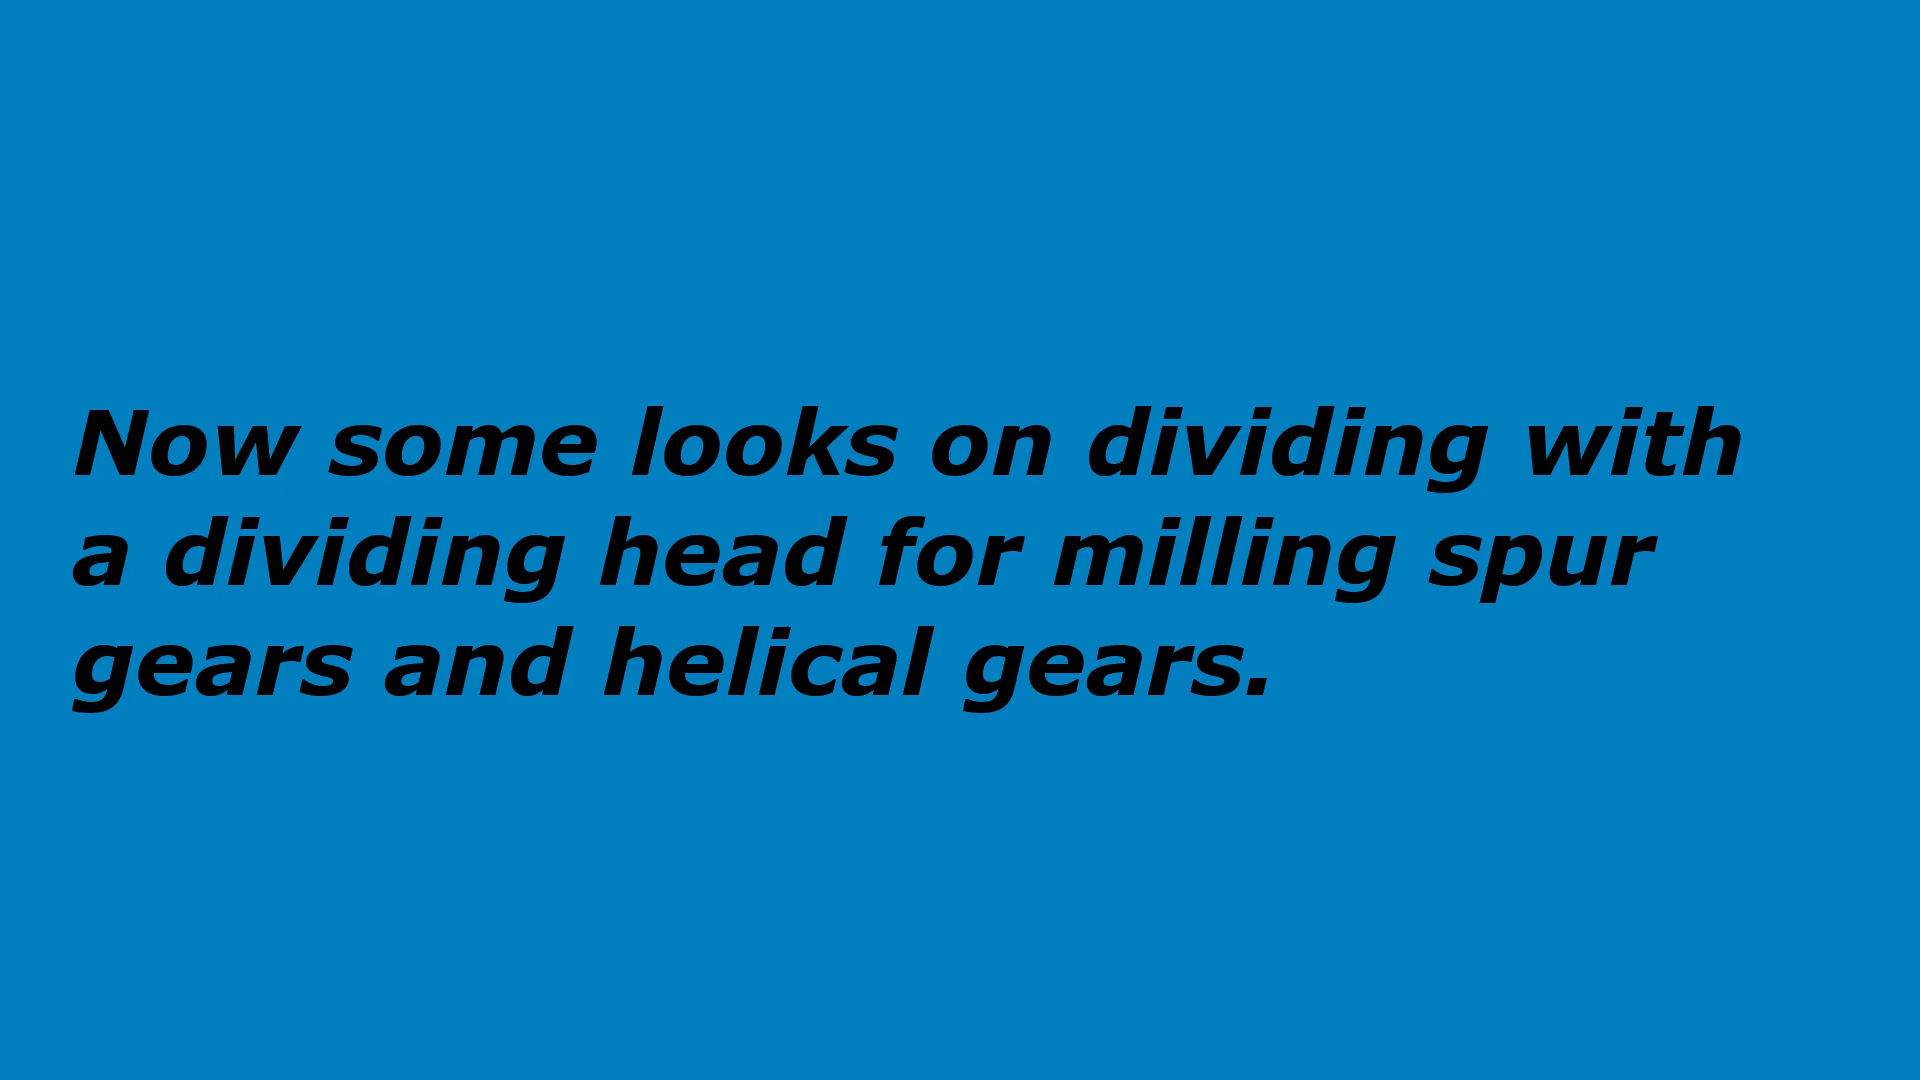 Now some looks on dividing with
a dividing head for milling spur
gears and helical gears.